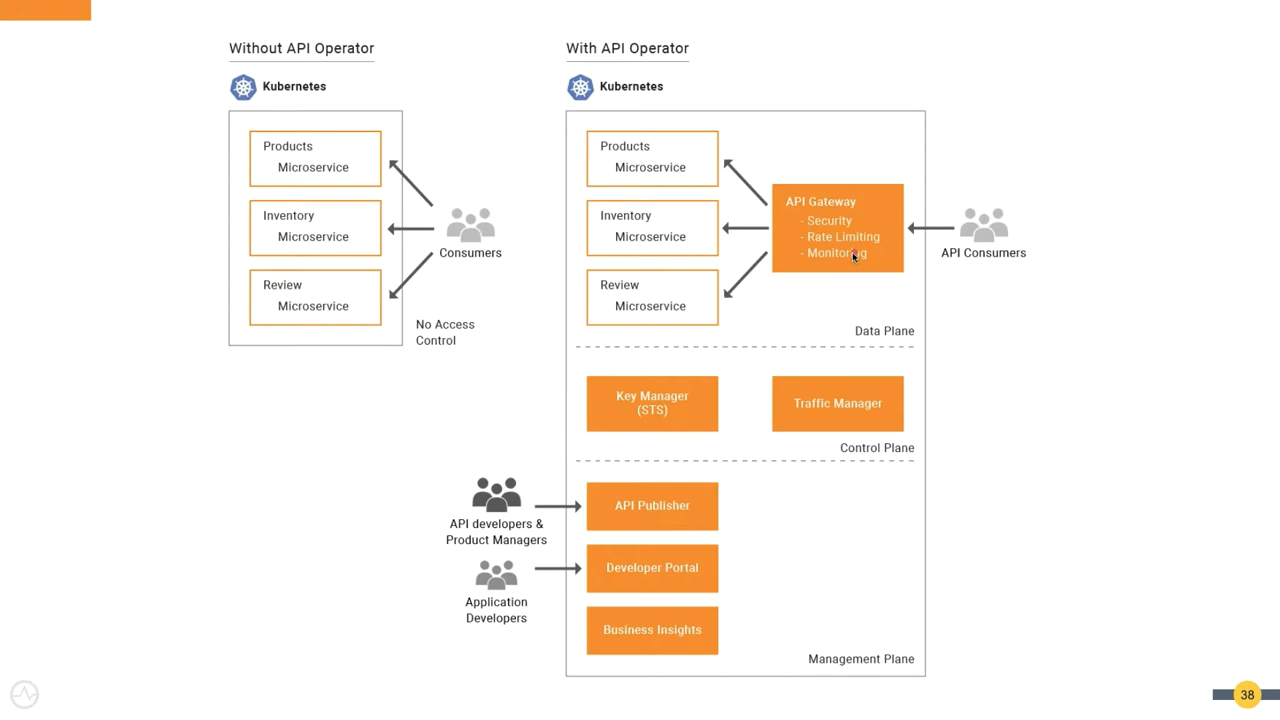 Without API Operator
Kubernetes
Products
Microservice
Inventory
Microservice
Review
Microservice
Consumers
No Access
Control
With API Operator
Kubernetes
Products
Microservice
Inventory
Microservice
Review
Microservice
API Gateway
- Security
- Rate Limiting
- Monitoring
API Consumers
Data Plane
Key Manager
(STS)
Traffic Manager
Control Plane
API developers &
Product Managers
API Publisher
Application
Developers
Developer Portal
Business Insights
Management Plane
38